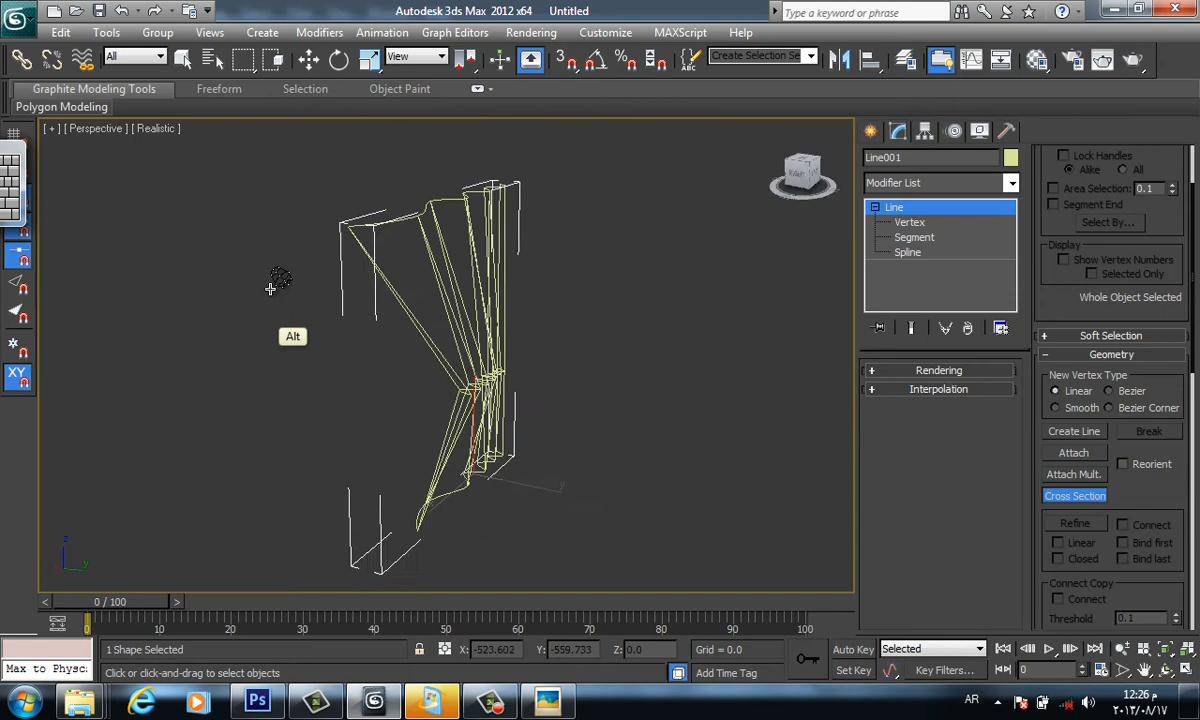 Autodesk 3ds Max 2012 x64 Untitled
Type a keyword or phrase
Edit Tools Group Views Create Modifiers Animation Graph Editors Rendering Customize MAXScript Help
All View Create Selection Se
Graphite Modeling Tools Freeform Selection Object Paint
Polygon Modeling
[ + ] [ Perspective ] [ Realistic ]
Alt
z
y
y
XY
Line001
Modifier List
Line
Vertex
Segment
Spline
Rendering
Interpolation
Lock Handles
Alike All
Area Selection: 0.1
Segment End
Select By...
Display
Show Vertex Numbers
Selected Only
Whole Object Selected
Soft Selection
Geometry
New Vertex Type
Linear Bezier
Smooth Bezier Corner
Create Line Break
Attach
Reorient
Attach Mult.
Cross Section
Refine Connect
Linear Bind first
Closed Bind last
Connect Copy
Connect
Threshold 0.1
0 / 100
0 10 20 30 40 50 60 70 80 90 100
1 Shape Selected X: -523.602 Y: -559.733 Z: 0.0 Grid = 0.0 Auto Key Selected
Max to Physc Click or click-and-drag to select objects Add Time Tag Set Key Key Filters... 0
Ps AR
12:26 م
٢٠١٣/٠٨/١٧